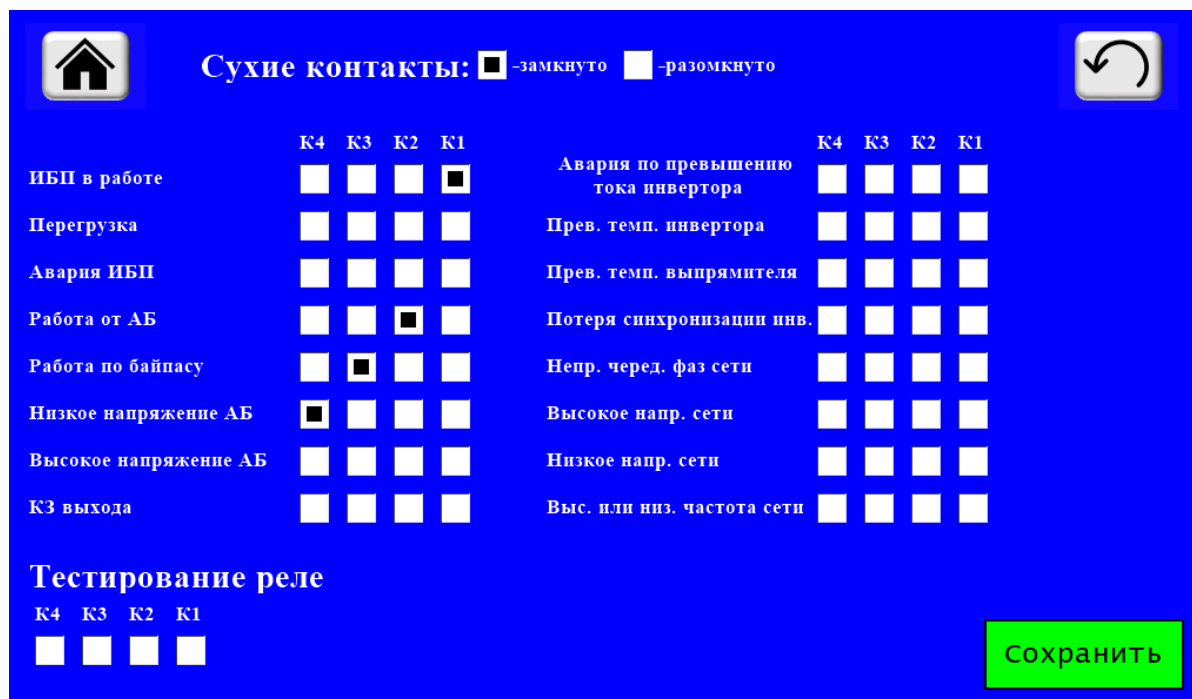 Сухие контакты: -замкнуто -разомкнуто
К4 К3 К2 К1
ИБП в работе
Перегрузка
Авария ИБП
Работа от АБ
Работа по байпасу
Низкое напряжение АБ
Высокое напряжение АБ
КЗ выхода
К4 К3 К2 К1
Авария по превышению
тока инвертора
Прев. темп. инвертора
Прев. темп. выпрямителя
Потеря синхронизации инв.
Непр. черед. фаз сети
Высокое напр. сети
Низкое напр. сети
Выс. или низ. частота сети
Тестирование реле
К4 К3 К2 К1
Сохранить